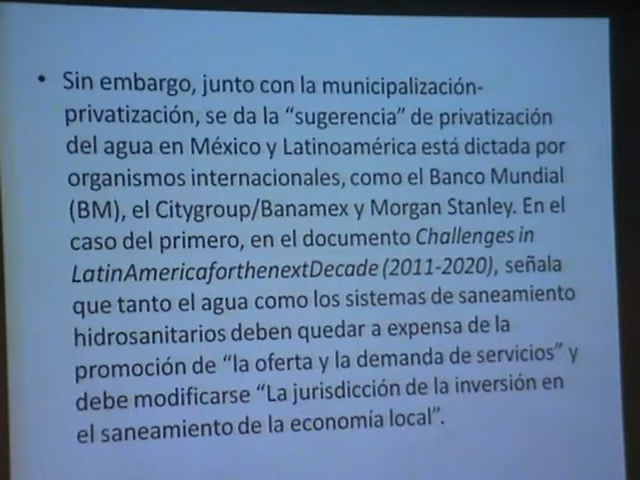 • Sin embargo, junto con la municipalización-
privatización, se da la “sugerencia” de privatización
del agua en México y Latinoamérica está dictada por
organismos internacionales, como el Banco Mundial
(BM), el Citygroup/Banamex y Morgan Stanley. En el
caso del primero, en el documento Challenges in
LatinAmericaforthenextDecade (2011-2020), señala
que tanto el agua como los sistemas de saneamiento
hidrosanitarios deben quedar a expensa de la
promoción de “la oferta y la demanda de servicios” y
debe modificarse “La jurisdicción de la inversión en
el saneamiento de la economía local”.